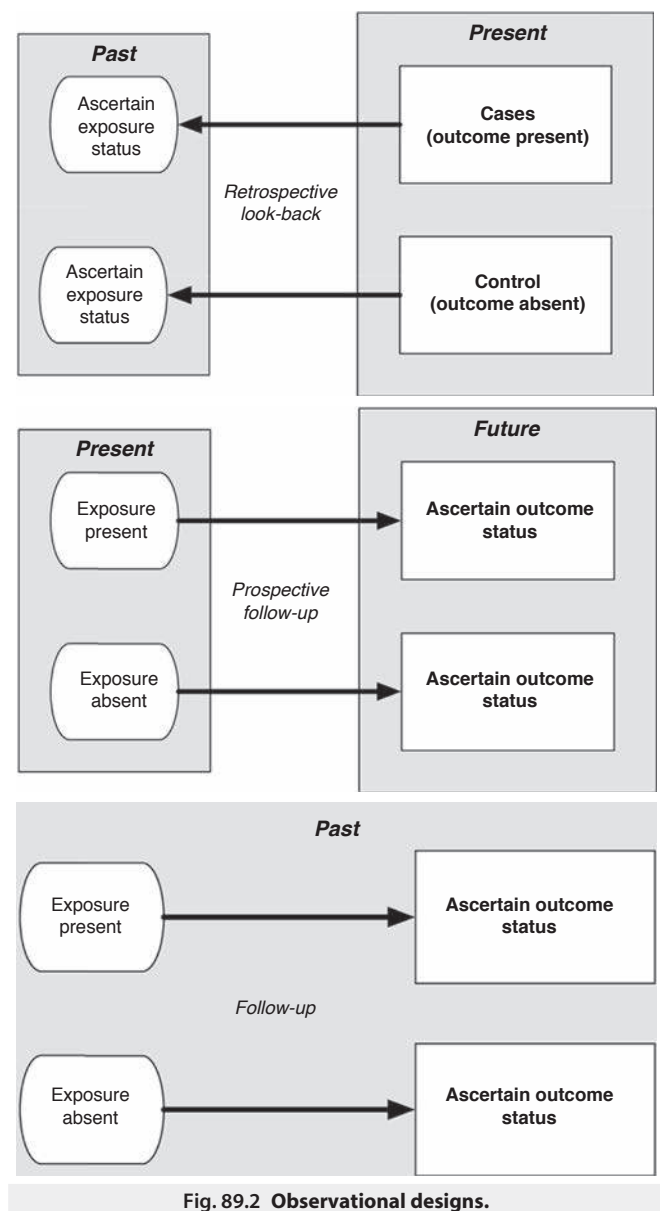 Past
Present
Ascertain
exposure
status
Cases
(outcome present)
Retrospective
look-back
Ascertain
exposure
status
Control
(outcome absent)
Present
Future
Exposure
present
Ascertain outcome
status
Prospective
follow-up
Exposure
absent
Ascertain outcome
status
Past
Exposure
present
Ascertain outcome
status
Follow-up
Exposure
absent
Ascertain outcome
status
Fig. 89.2 Observational designs.